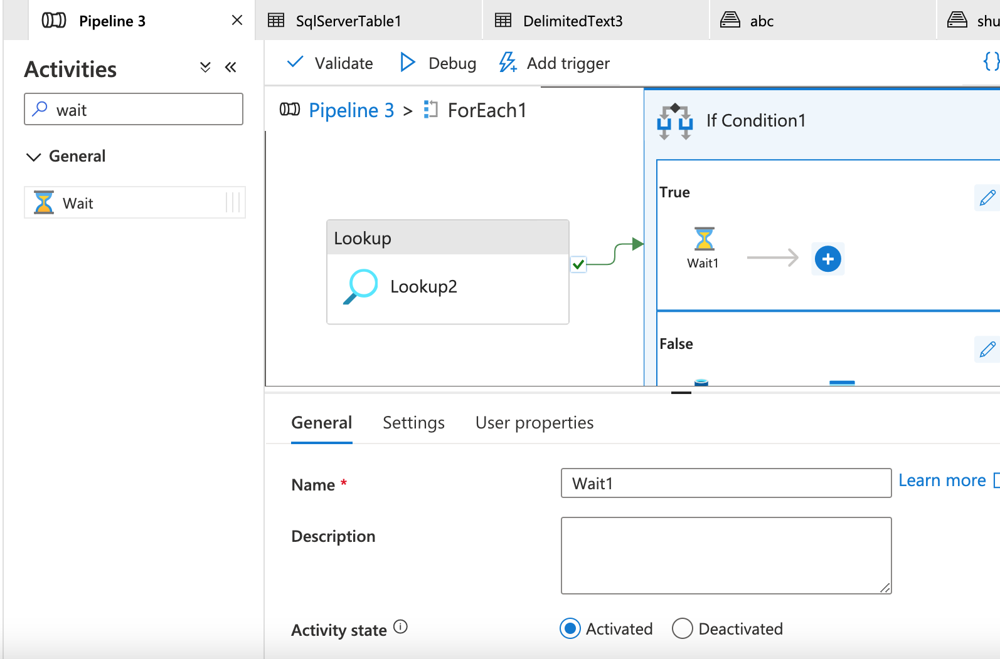 Pipeline 3
SqlServerTable1
DelimitedText3
abc
shu
Activities
Validate
Debug
Add trigger
{}
wait
Pipeline 3 > ForEach1
General
Wait
If Condition1
True
Wait1
Lookup
Lookup2
False
General
Settings
User properties
Name *
Wait1
Learn more
Description
Activity state
Activated
Deactivated